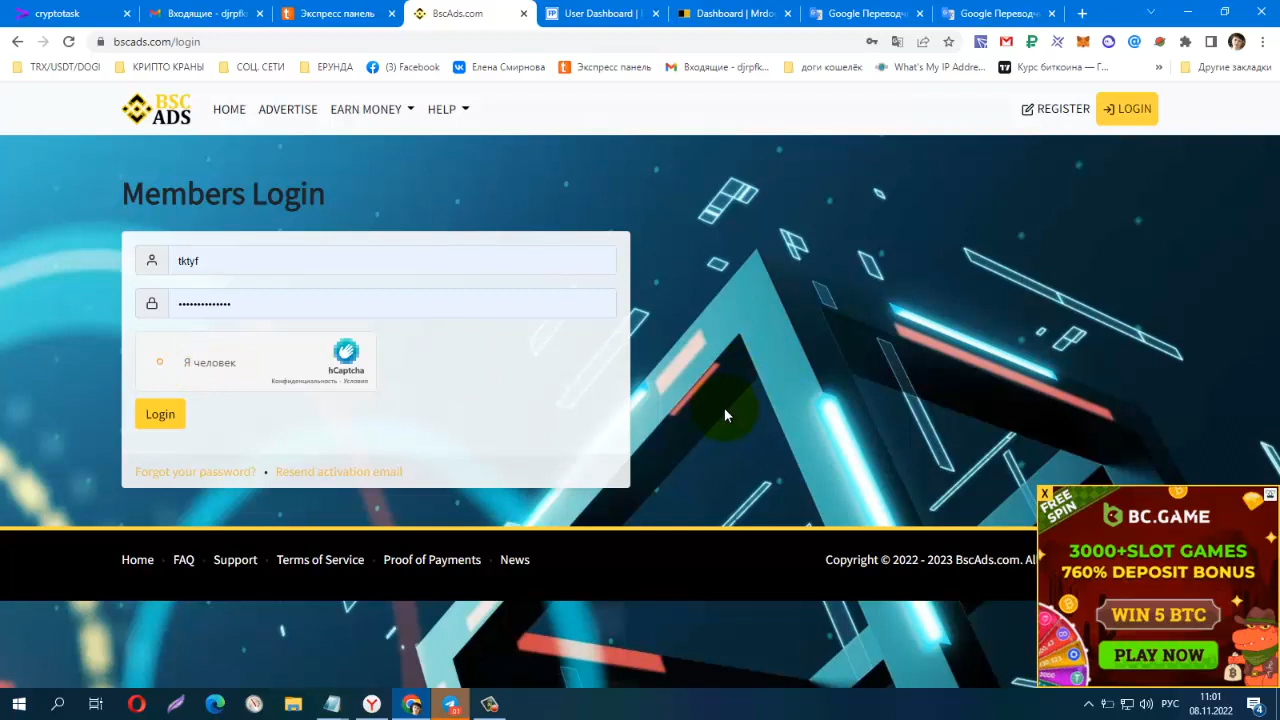 cryptotask
Входящие - djrpfk
Экспресс панель
BscAds.com
User Dashboard |
Dashboard | Mrdo
Google Перевод
Google Перевод
bscads.com/login
TRX/USDT/DOGI
КРИПТО КРАНЫ
СОЦ. СЕТИ
ЕРУНДА
(3) Facebook
Елена Смирнова
Экспресс панель
Входящие - djrpfk...
доги кошелёк
What's My IP Addre...
Курс биткоина — Г...
»
Другие закладки
BSC
ADS
HOME
ADVERTISE
EARN MONEY
HELP
REGISTER
LOGIN
Members Login
tktyf
••••••••••••••
Я человек
hCaptcha
Конфиденциальность - Условия
Login
Forgot your password? • Resend activation email
Home · FAQ · Support · Terms of Service · Proof of Payments · News
Copyright © 2022 - 2023 BscAds.com. Al
X
FREE
SPIN
BC.GAME
3000+SLOT GAMES
760% DEPOSIT BONUS
WIN 5 BTC
PLAY NOW
РУС
11:01
08.11.2022
4